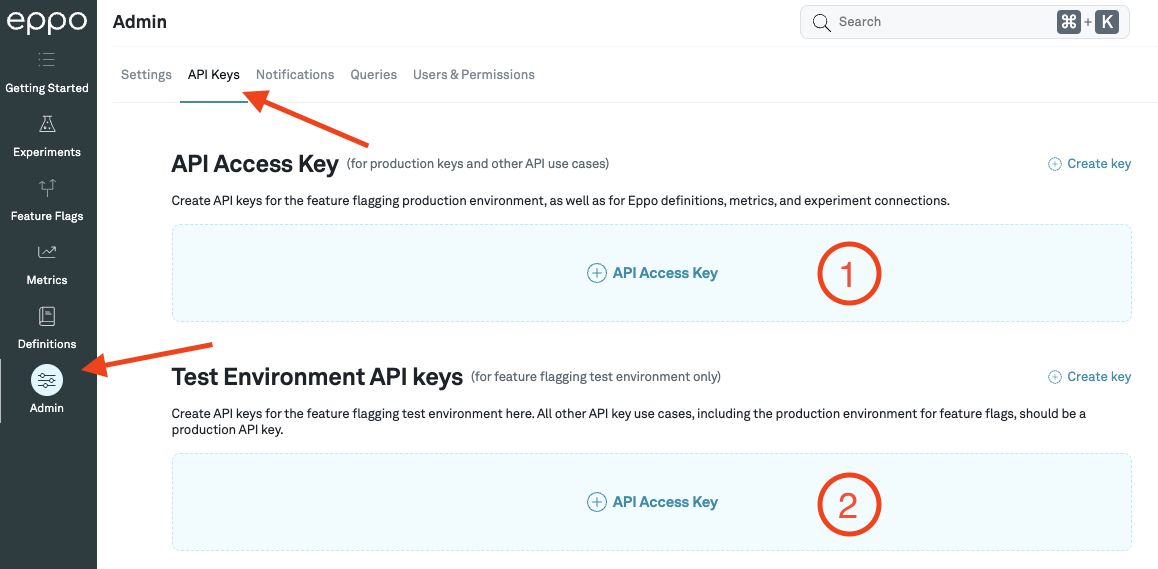 eppo
Admin
Search ⌘ + K
Getting Started
Experiments
Feature Flags
Metrics
Definitions
Admin
Settings API Keys Notifications Queries Users & Permissions
API Access Key (for production keys and other API use cases) Create key
Create API keys for the feature flagging production environment, as well as for Eppo definitions, metrics, and experiment connections.
API Access Key 1
Test Environment API keys (for feature flagging test environment only) Create key
Create API keys for the feature flagging test environment here. All other API key use cases, including the production environment for feature flags, should be a
production API key.
API Access Key 2